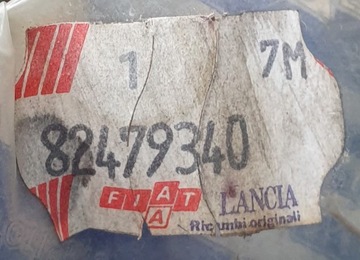 1 7M
82479340
FIAT LANCIA
Ricambi originali